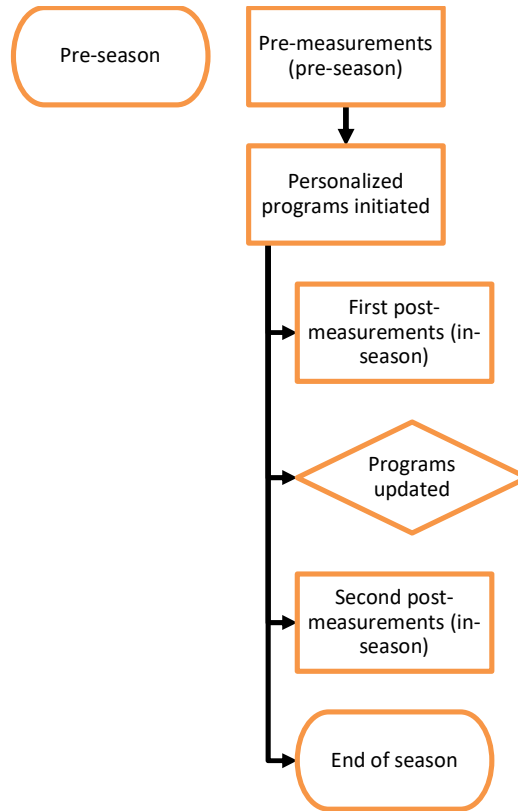 Pre-season
Pre-measurements
(pre-season)
Personalized
programs initiated
First post-
measurements (in-
season)
Programs
updated
Second post-
measurements (in-
season)
End of season